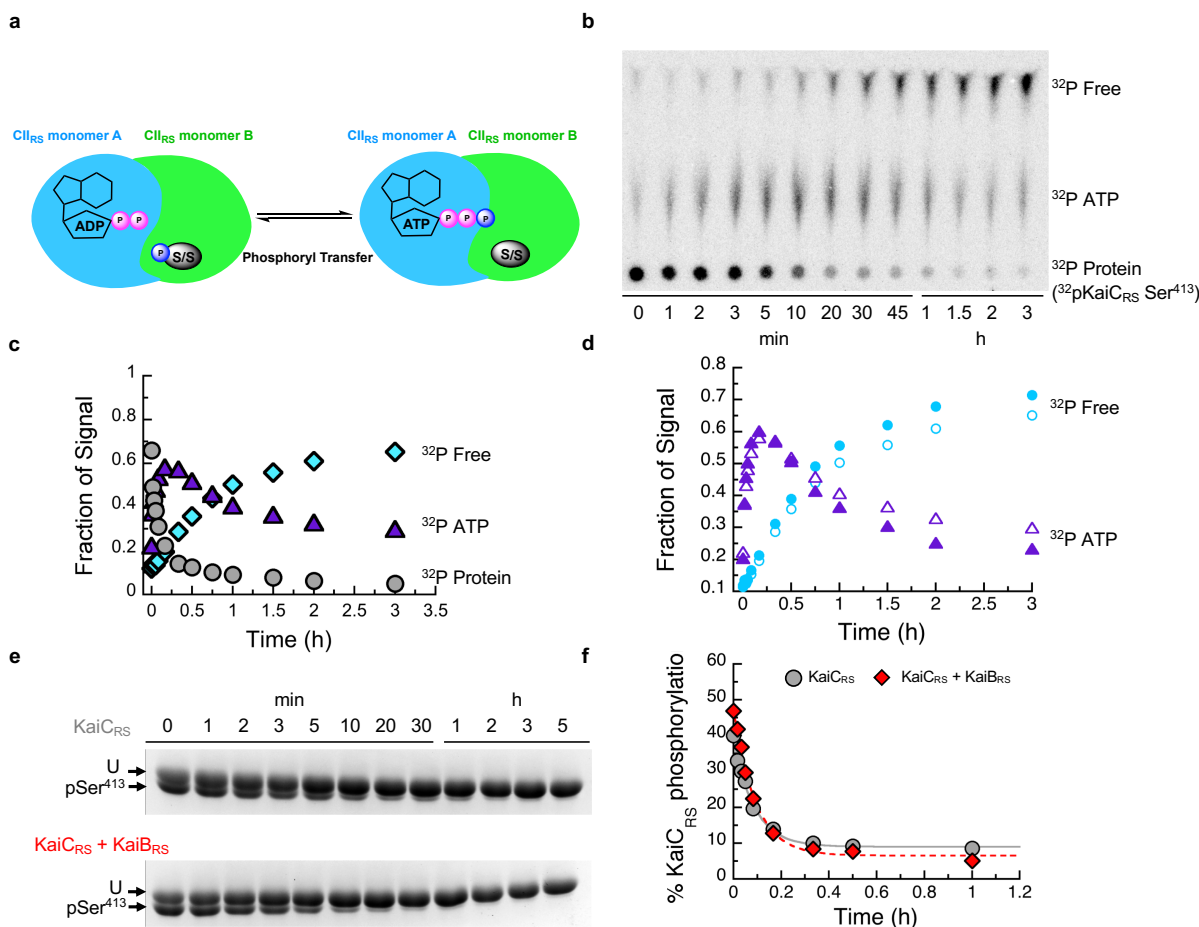 a
CII_RS monomer A CII_RS monomer B
ADP P P
P S/S
Phosphoryl Transfer
CII_RS monomer A CII_RS monomer B
ATP P P P
S/S
b
³²P Free
³²P ATP
³²P Protein
(³²pKaiC_RS Ser⁴¹³)
0 1 2 3 5 10 20 30 45 1 1.5 2 3
min h
c
Fraction of Signal
1
0.8
0.6
0.4
0.2
0
³²P Free
³²P ATP
³²P Protein
0 0.5 1 1.5 2 2.5 3 3.5
Time (h)
d
Fraction of Signal
0.8
0.7
0.6
0.5
0.4
0.3
0.2
0.1
³²P Free
³²P ATP
0 0.5 1 1.5 2 2.5 3
Time (h)
e
min h
KaiC_RS 0 1 2 3 5 10 20 30 1 2 3 5
U
pSer⁴¹³
KaiC_RS + KaiB_RS
U
pSer⁴¹³
f
% KaiC_RS phosphorylatio
60
50
40
30
20
10
0
KaiC_RS KaiC_RS + KaiB_RS
0 0.2 0.4 0.6 0.8 1 1.2
Time (h)